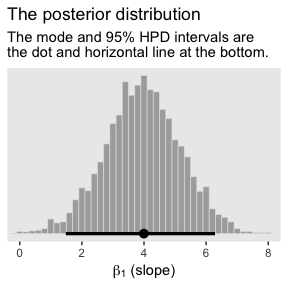 The posterior distribution
The mode and 95% HPD intervals are
the dot and horizontal line at the bottom.
0 2 4 6 8
β₁ (slope)